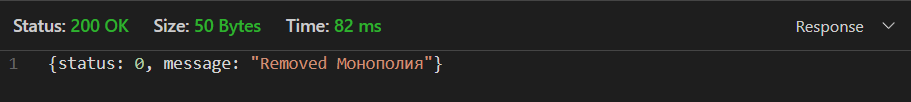 Status: 200 OK Size: 50 Bytes Time: 82 ms Response
1 {status: 0, message: "Removed Монополия"}